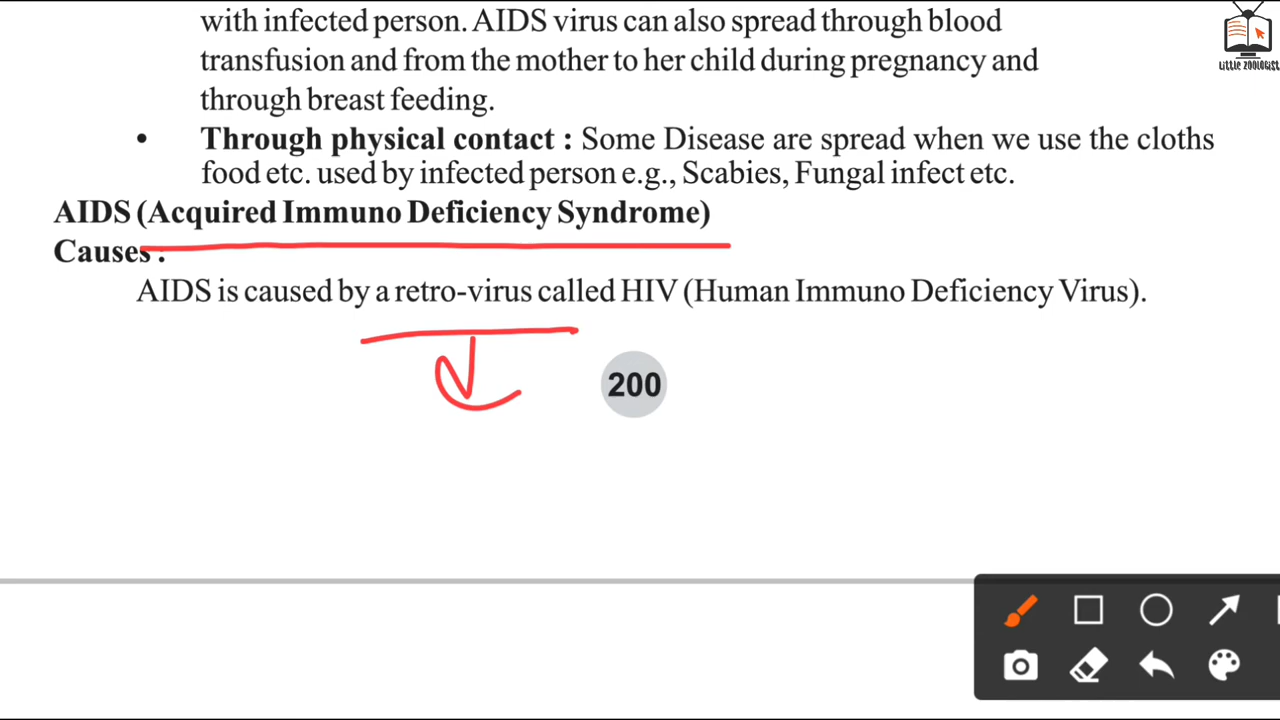 with infected person. AIDS virus can also spread through blood
LITTLE ZOOLOGIST
transfusion and from the mother to her child during pregnancy and
through breast feeding.
• Through physical contact : Some Disease are spread when we use the cloths
food etc. used by infected person e.g., Scabies, Fungal infect etc.
AIDS (Acquired Immuno Deficiency Syndrome)
Causes :
AIDS is caused by a retro-virus called HIV (Human Immuno Deficiency Virus).
200